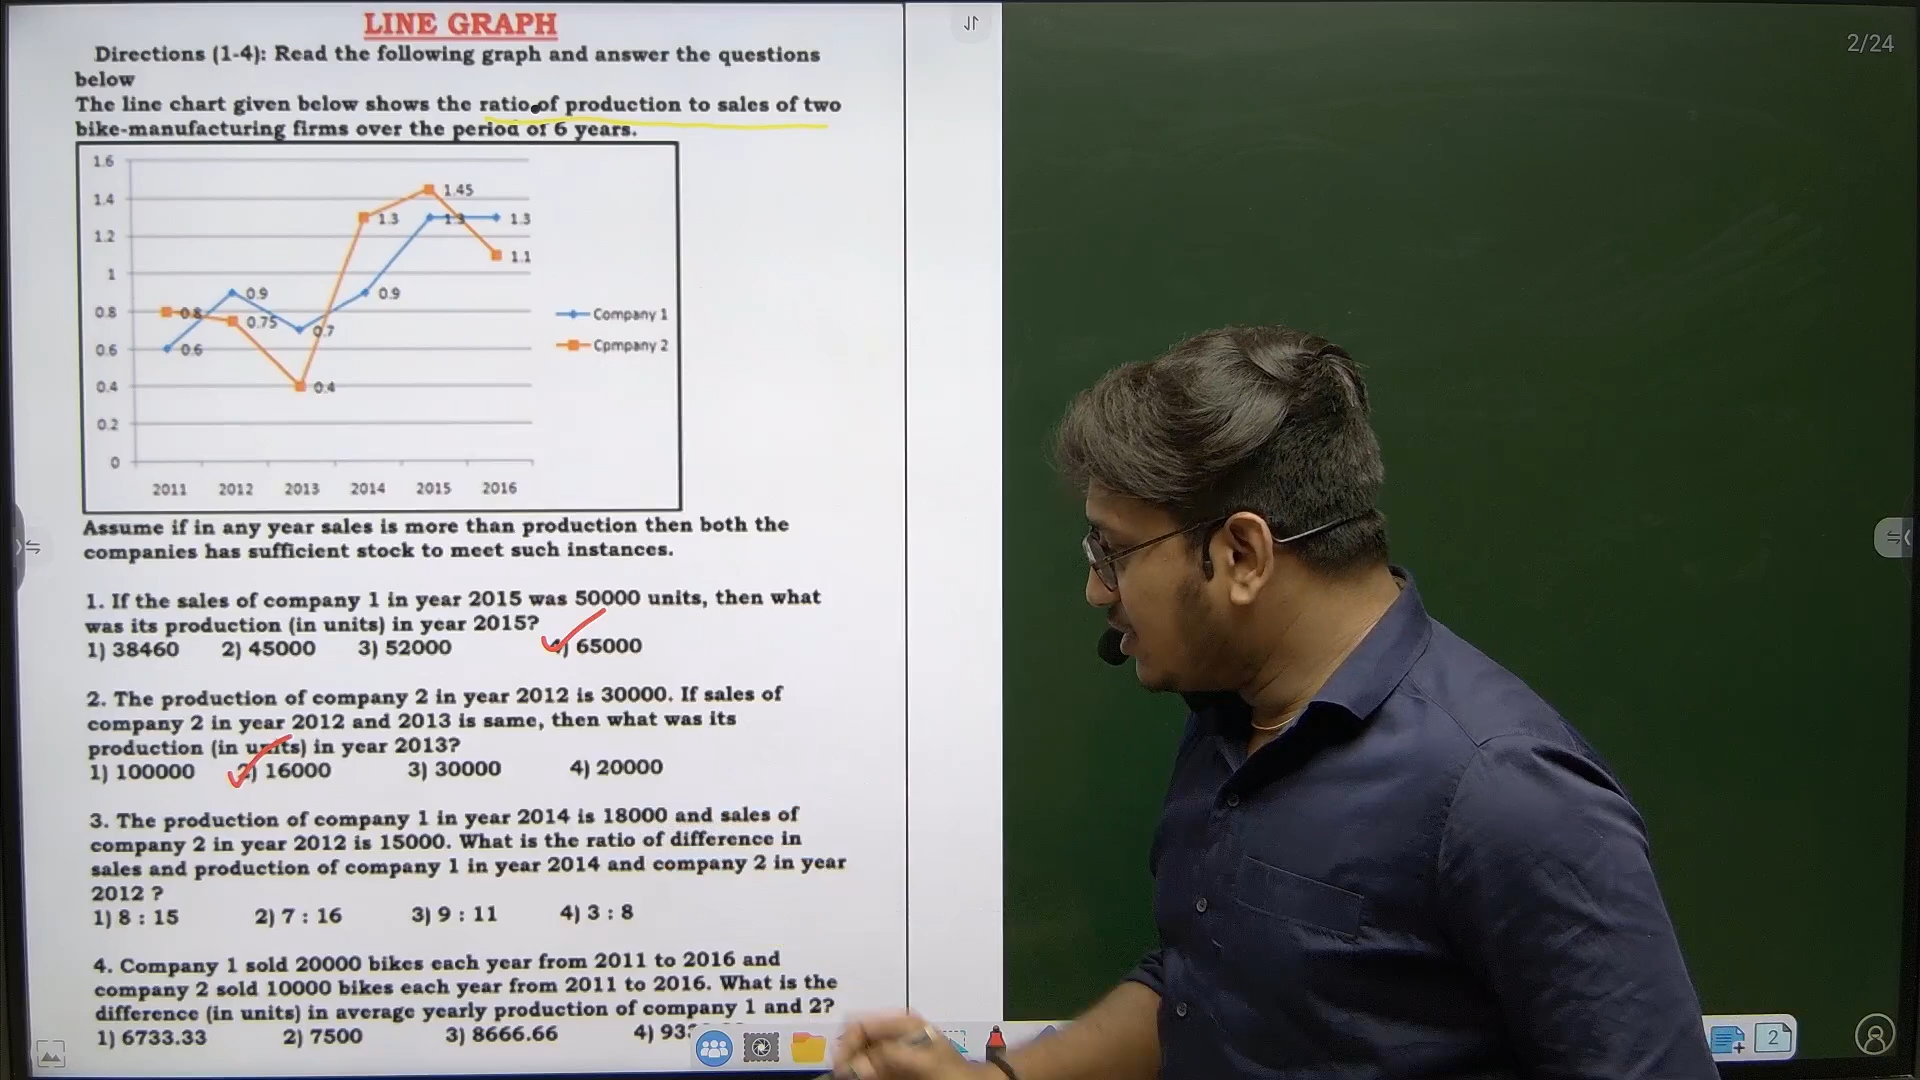 LINE GRAPH
2/24
Directions (1-4): Read the following graph and answer the questions
below
The line chart given below shows the ratio of production to sales of two
bike-manufacturing firms over the period of 6 years.
1.6
1.4
1.2
1
0.8
0.6
0.4
0.2
0
1.45
1.3
1.3
1.3
1.1
0.9
0.9
0.8
0.75
0.7
0.6
0.4
Company 1
Cpmpany 2
2011 2012 2013 2014 2015 2016
Assume if in any year sales is more than production then both the
companies has sufficient stock to meet such instances.
1. If the sales of company 1 in year 2015 was 50000 units, then what
was its production (in units) in year 2015?
1) 38460 2) 45000 3) 52000 4) 65000
2. The production of company 2 in year 2012 is 30000. If sales of
company 2 in year 2012 and 2013 is same, then what was its
production (in units) in year 2013?
1) 100000 2) 16000 3) 30000 4) 20000
3. The production of company 1 in year 2014 is 18000 and sales of
company 2 in year 2012 is 15000. What is the ratio of difference in
sales and production of company 1 in year 2014 and company 2 in year
2012 ?
1) 8 : 15 2) 7 : 16 3) 9 : 11 4) 3 : 8
4. Company 1 sold 20000 bikes each year from 2011 to 2016 and
company 2 sold 10000 bikes each year from 2011 to 2016. What is the
difference (in units) in average yearly production of company 1 and 2?
1) 6733.33 2) 7500 3) 8666.66 4)
2